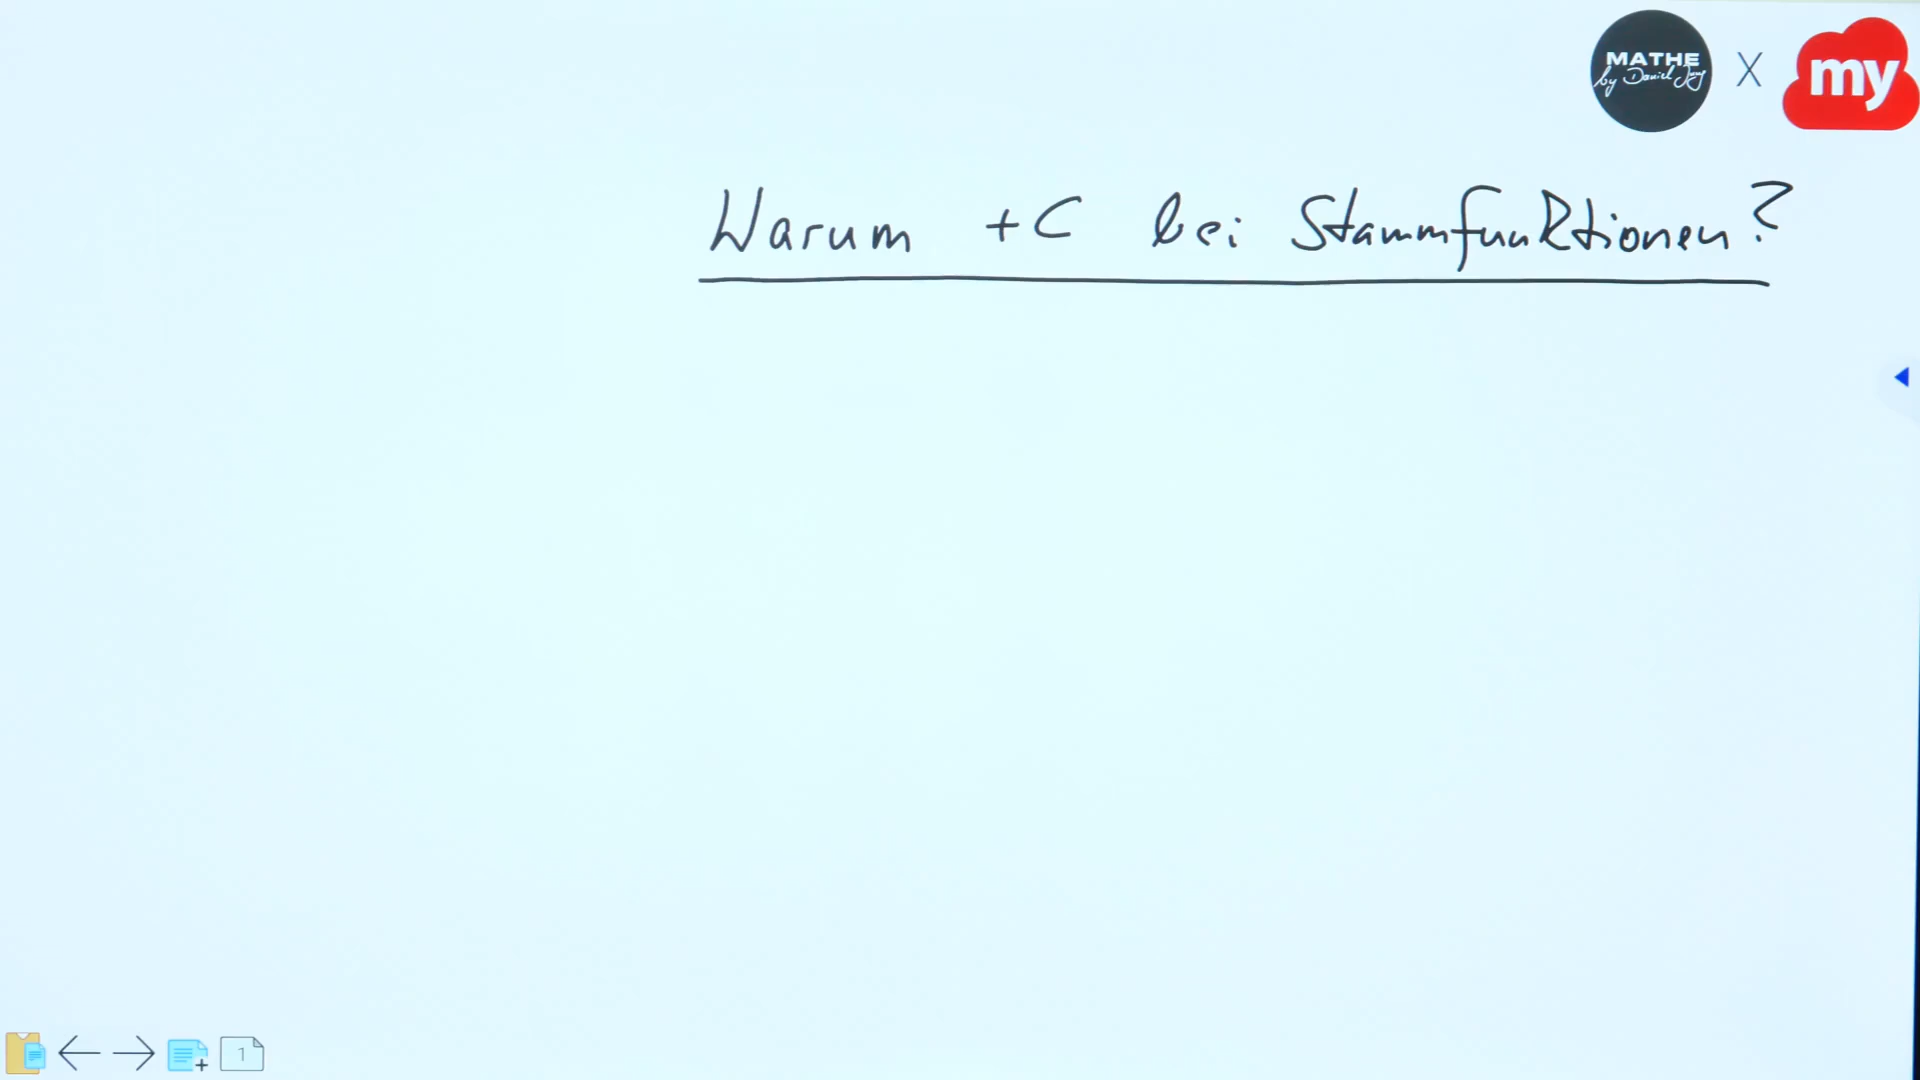 MATHE
by Daniel Jung
X
my
Warum +C bei Stammfunktionen?
1